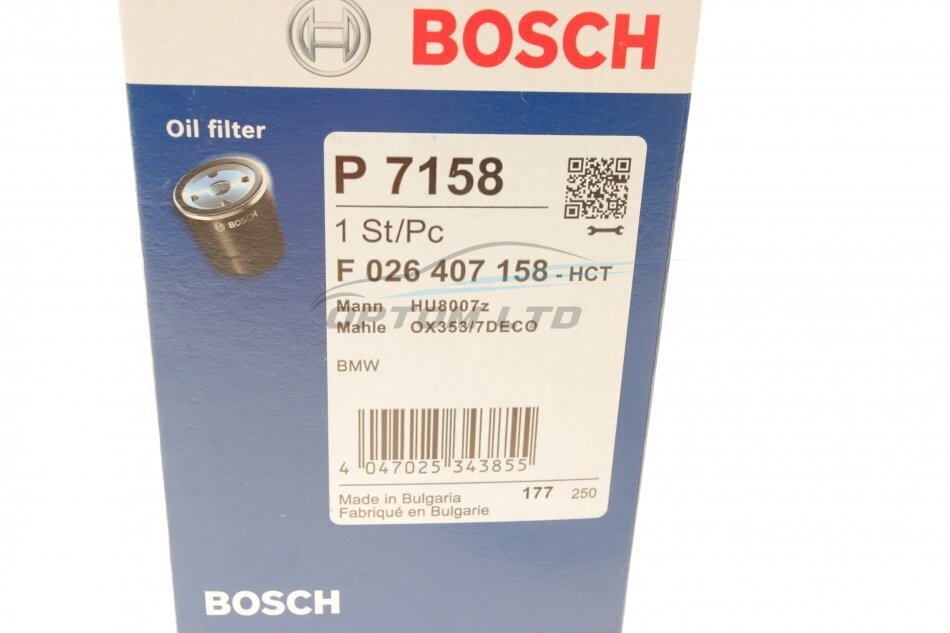 BOSCH
Oil filter
BOSCH
P 7158
1 St/Pc
F 026 407 158 - HCT
Mann HU8007z
Mahle OX353/7DECO
OPTOM LTD
BMW
4 047025 343855
177 250
Made in Bulgaria
Fabriqué en Bulgarie
BOSCH